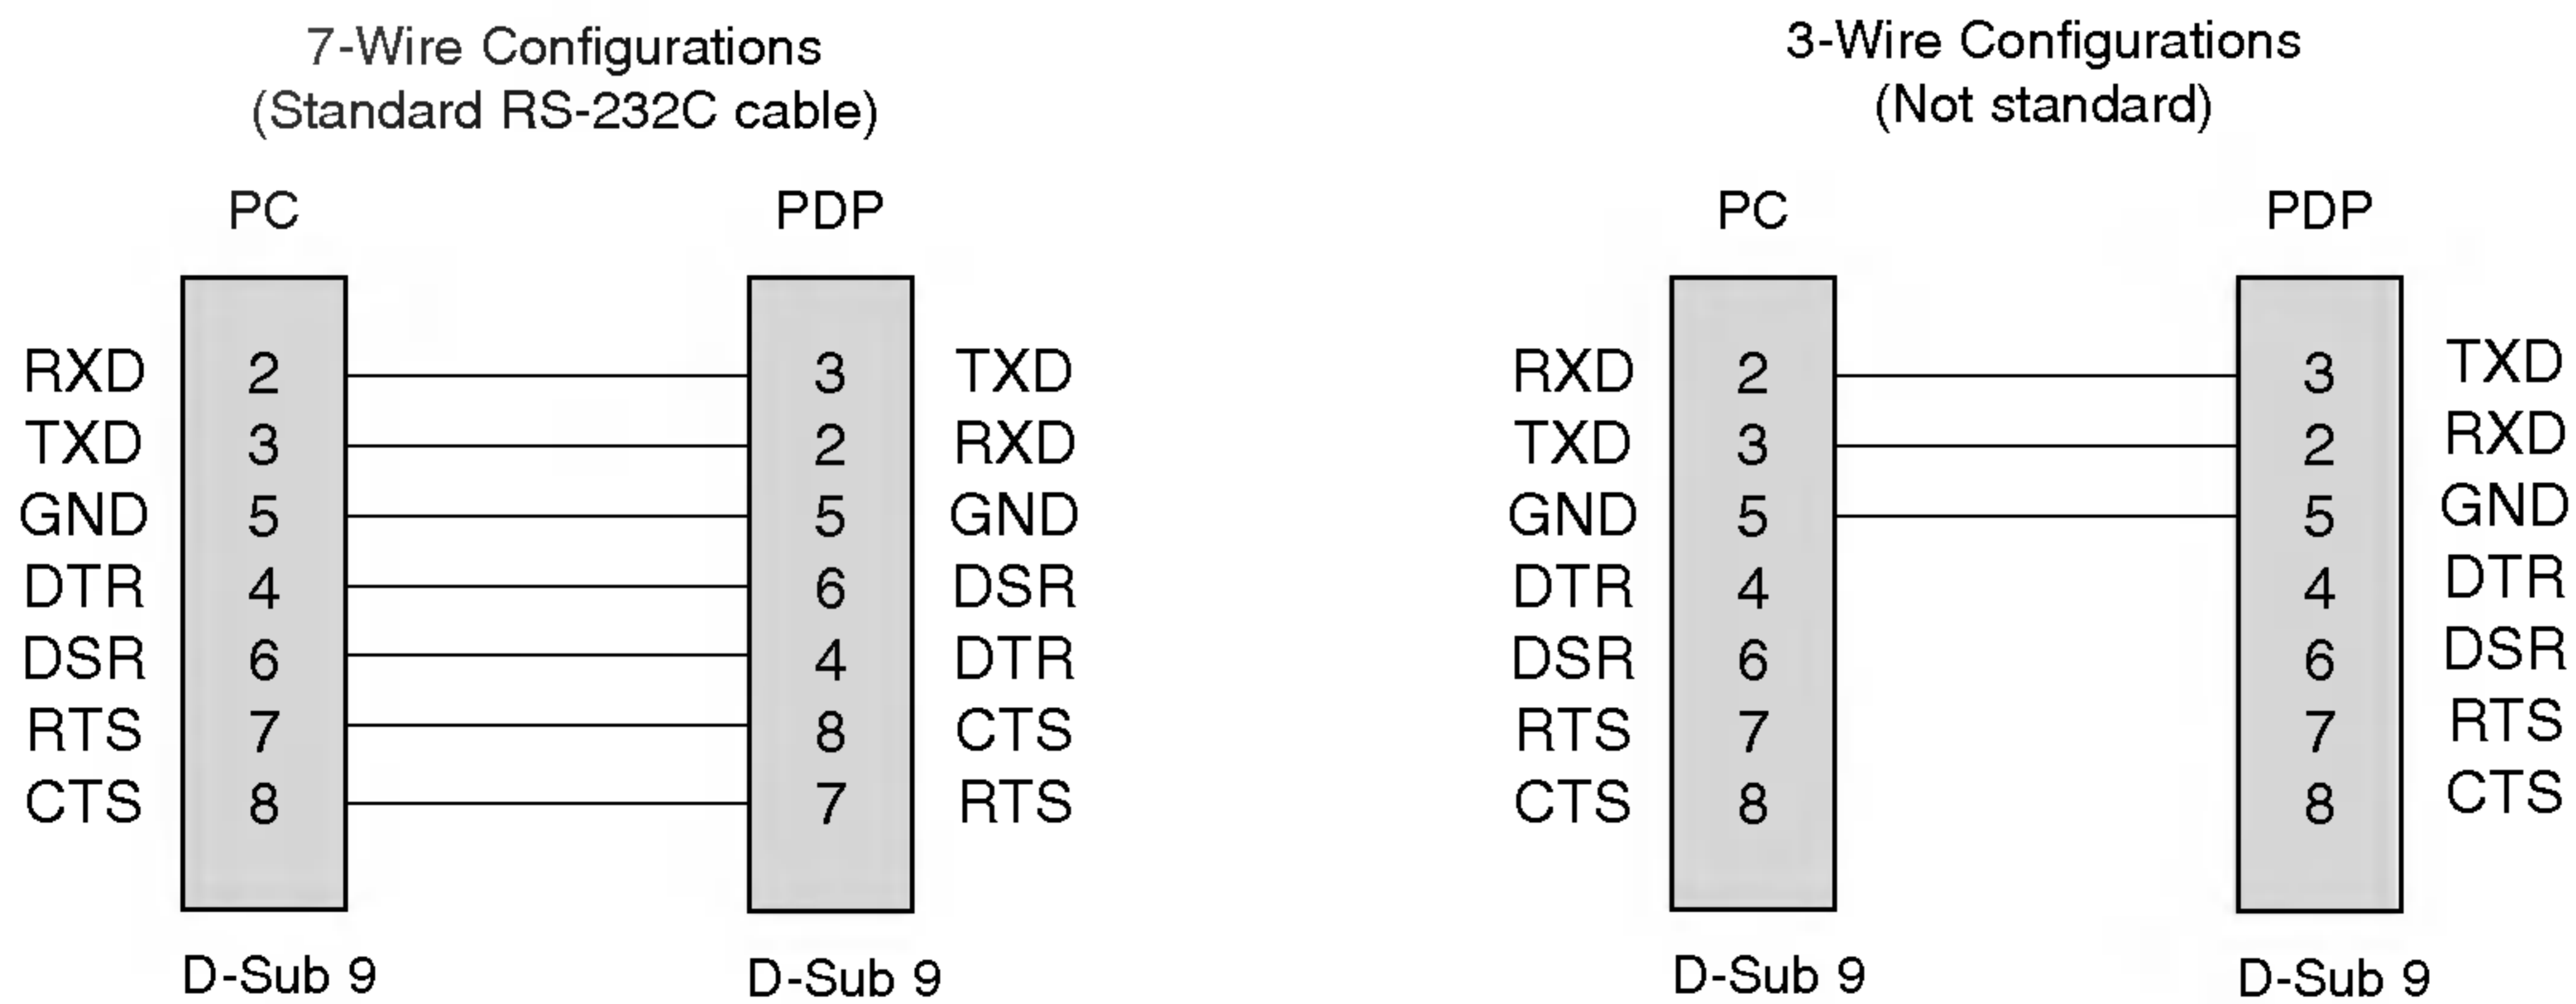 7-Wire Configurations
(Standard RS-232C cable)
PC PDP
RXD 2 3 TXD
TXD 3 2 RXD
GND 5 5 GND
DTR 4 6 DSR
DSR 6 4 DTR
RTS 7 8 CTS
CTS 8 7 RTS
D-Sub 9 D-Sub 9
3-Wire Configurations
(Not standard)
PC PDP
RXD 2 3 TXD
TXD 3 2 RXD
GND 5 5 GND
DTR 4 4 DTR
DSR 6 6 DSR
RTS 7 7 RTS
CTS 8 8 CTS
D-Sub 9 D-Sub 9